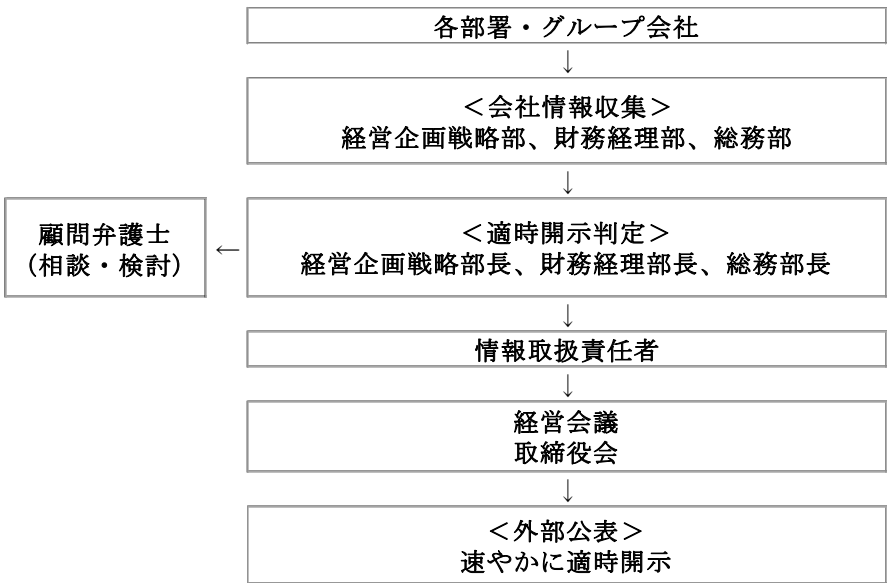 各部署・グループ会社
↓
＜会社情報収集＞
経営企画戦略部、財務経理部、総務部
↓
顧問弁護士
（相談・検討）
←
＜適時開示判定＞
経営企画戦略部長、財務経理部長、総務部長
↓
情報取扱責任者
↓
経営会議
取締役会
↓
＜外部公表＞
速やかに適時開示